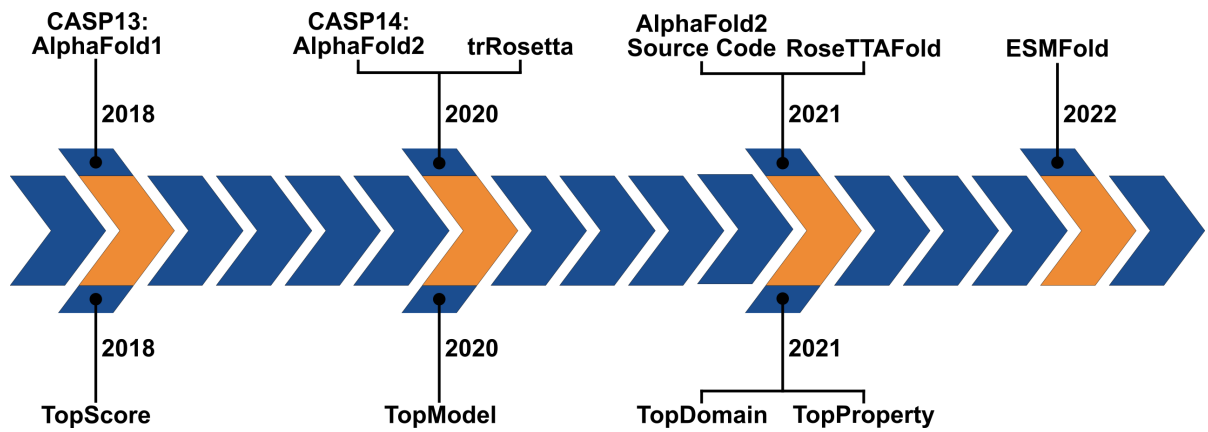 CASP13:
AlphaFold1
2018
CASP14:
AlphaFold2
trRosetta
2020
AlphaFold2
Source Code
RoseTTAFold
2021
ESMFold
2022
2018
TopScore
2020
TopModel
2021
TopDomain
TopProperty